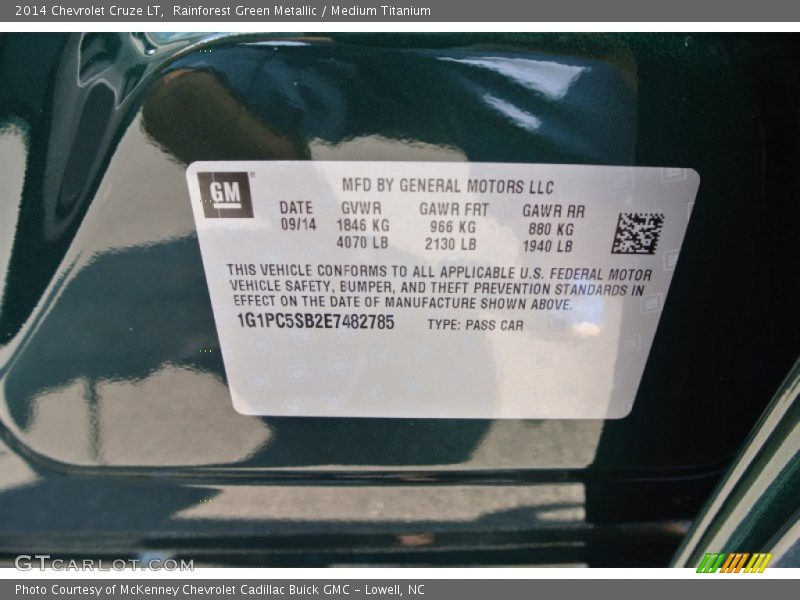 2014 Chevrolet Cruze LT, Rainforest Green Metallic / Medium Titanium
GM
MFD BY GENERAL MOTORS LLC
DATE GVWR GAWR FRT GAWR RR
09/14 1846 KG 966 KG 880 KG
4070 LB 2130 LB 1940 LB
THIS VEHICLE CONFORMS TO ALL APPLICABLE U.S. FEDERAL MOTOR
VEHICLE SAFETY, BUMPER, AND THEFT PREVENTION STANDARDS IN
EFFECT ON THE DATE OF MANUFACTURE SHOWN ABOVE.
1G1PC5SB2E7482785 TYPE: PASS CAR
GTCARLOT.COM
Photo Courtesy of McKenney Chevrolet Cadillac Buick GMC - Lowell, NC